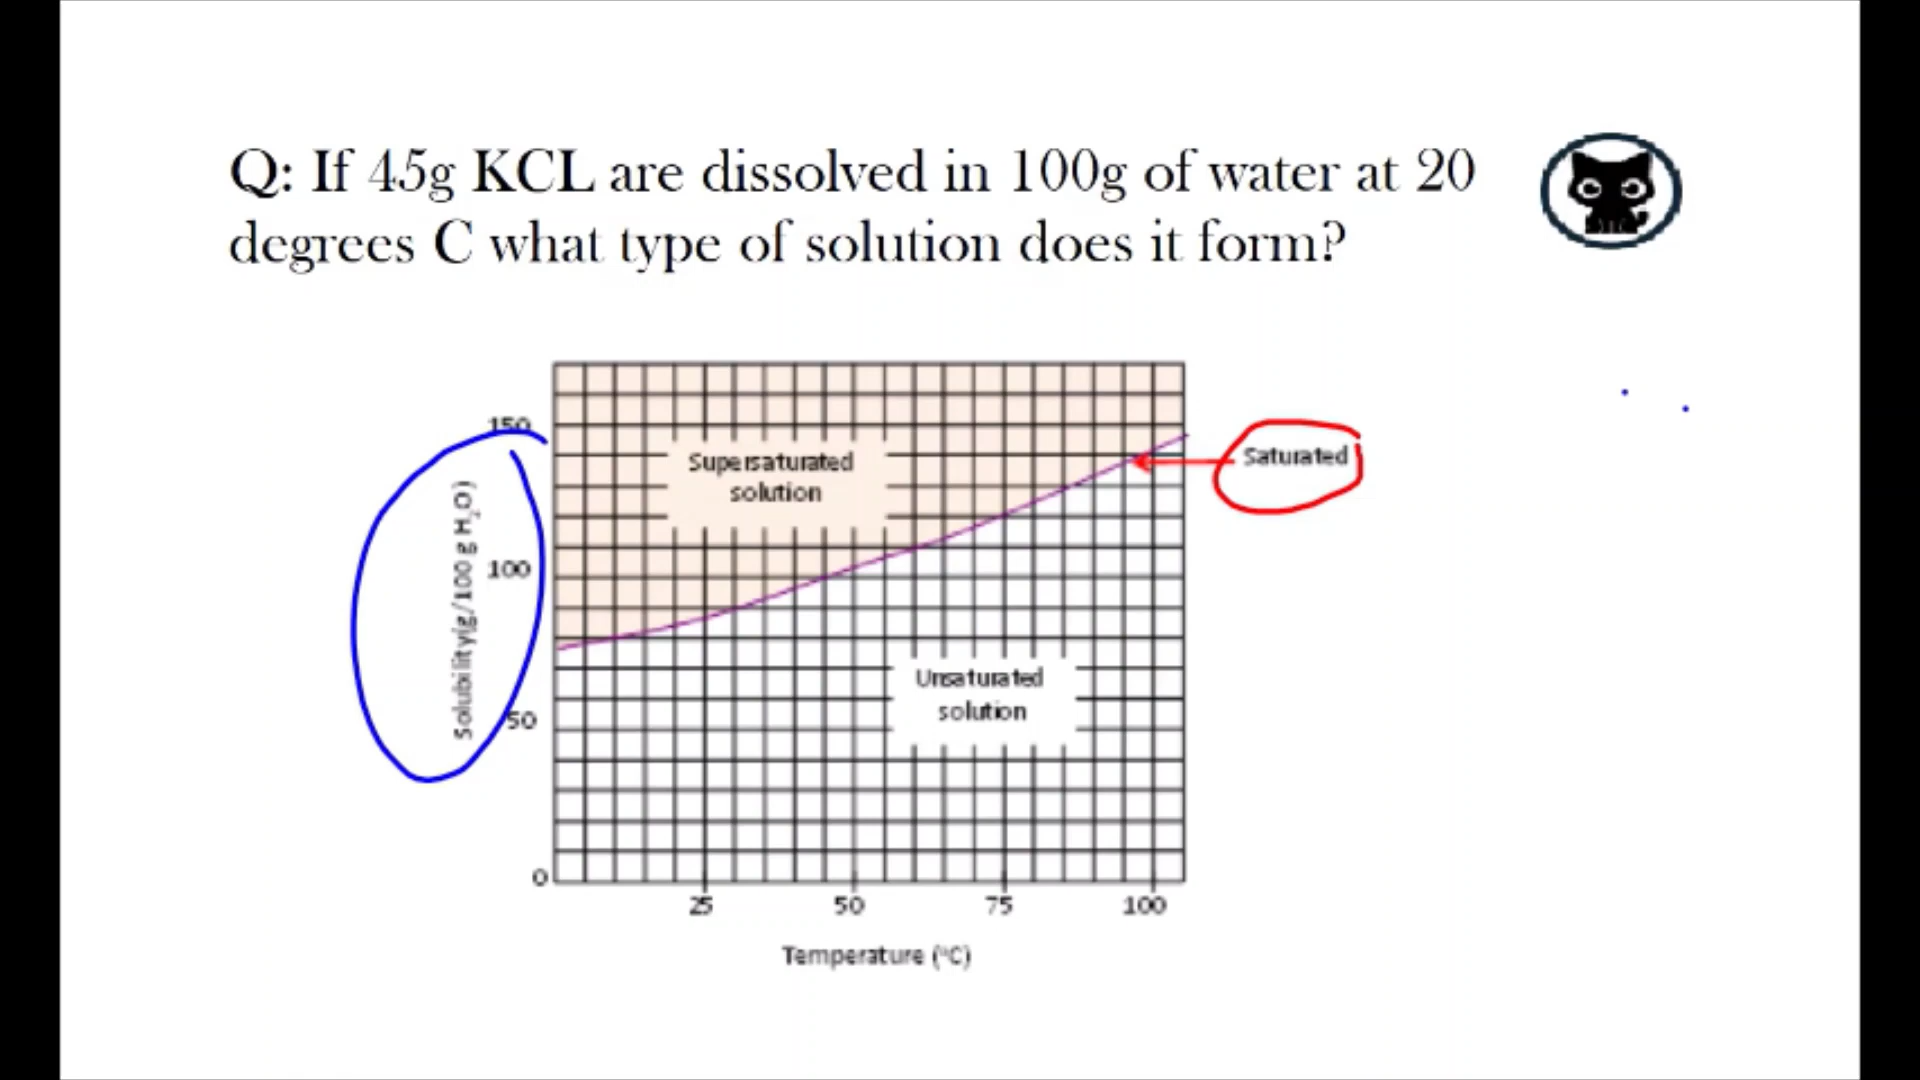 Q: If 45g KCL are dissolved in 100g of water at 20
degrees C what type of solution does it form?
150
Supersaturated
solution
Saturated
Solubility(g/100 g H₂O)
100
Unsaturated
solution
50
0
25 50 75 100
Temperature (°C)